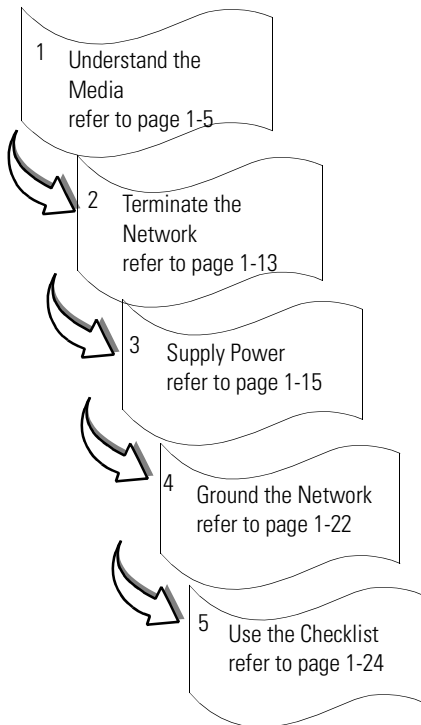 1
Understand the
Media
refer to page 1-5
2
Terminate the
Network
refer to page 1-13
3
Supply Power
refer to page 1-15
4
Ground the Network
refer to page 1-22
5
Use the Checklist
refer to page 1-24